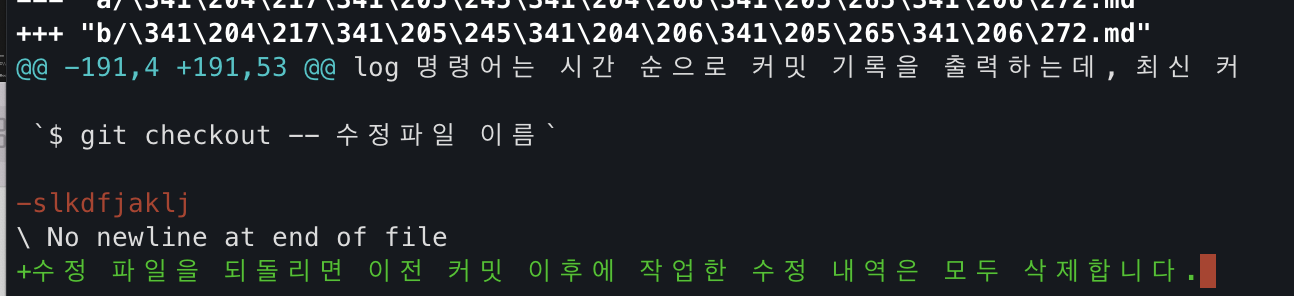 --- "a/\341\204\217\341\205\245\341\204\206\341\205\265\341\206\272.md"
+++ "b/\341\204\217\341\205\245\341\204\206\341\205\265\341\206\272.md"
@@ -191,4 +191,53 @@ log 명령어는 시간 순으로 커밋 기록을 출력하는데, 최신 커
`$ git checkout -- 수정파일 이름`
-slkdfjaklj
\ No newline at end of file
+수정 파일을 되돌리면 이전 커밋 이후에 작업한 수정 내역은 모두 삭제합니다.